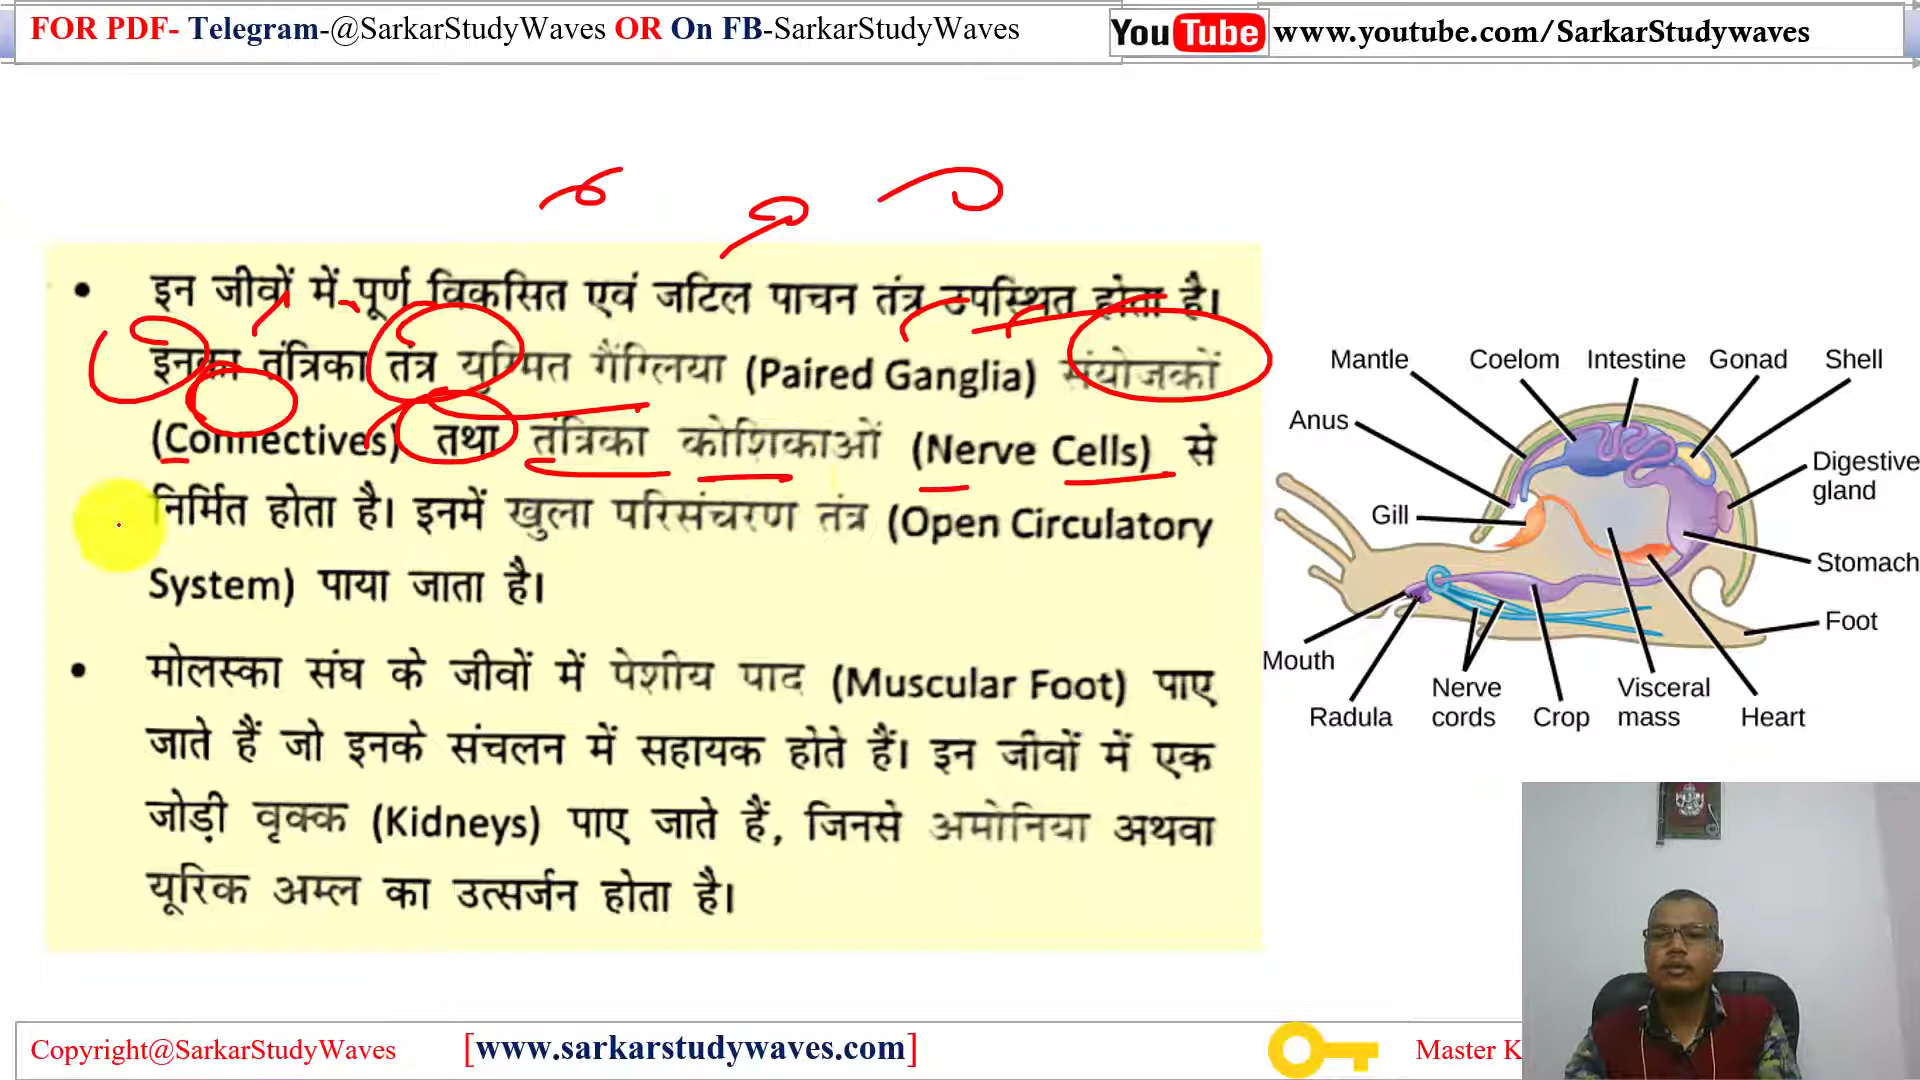 FOR PDF- Telegram-@SarkarStudyWaves OR On FB-SarkarStudyWaves
YouTube www.youtube.com/SarkarStudywaves
• इन जीवों में पूर्ण विकसित एवं जटिल पाचन तंत्र उपस्थित होता है।
इनका तंत्रिका तंत्र युग्मित गैंग्लिया (Paired Ganglia) संयोजकों
(Connectives) तथा तंत्रिका कोशिकाओं (Nerve Cells) से
निर्मित होता है। इनमें खुला परिसंचरण तंत्र (Open Circulatory
System) पाया जाता है।
• मोलस्का संघ के जीवों में पेशीय पाद (Muscular Foot) पाए
जाते हैं जो इनके संचलन में सहायक होते हैं। इन जीवों में एक
जोड़ी वृक्क (Kidneys) पाए जाते हैं, जिनसे अमोनिया अथवा
यूरिक अम्ल का उत्सर्जन होता है।
Mantle Coelom Intestine Gonad Shell
Anus
Digestive
gland
Gill
Stomach
Foot
Mouth
Radula
Nerve
cords
Crop
Visceral
mass
Heart
Copyright@SarkarStudyWaves
[www.sarkarstudywaves.com]
Master K